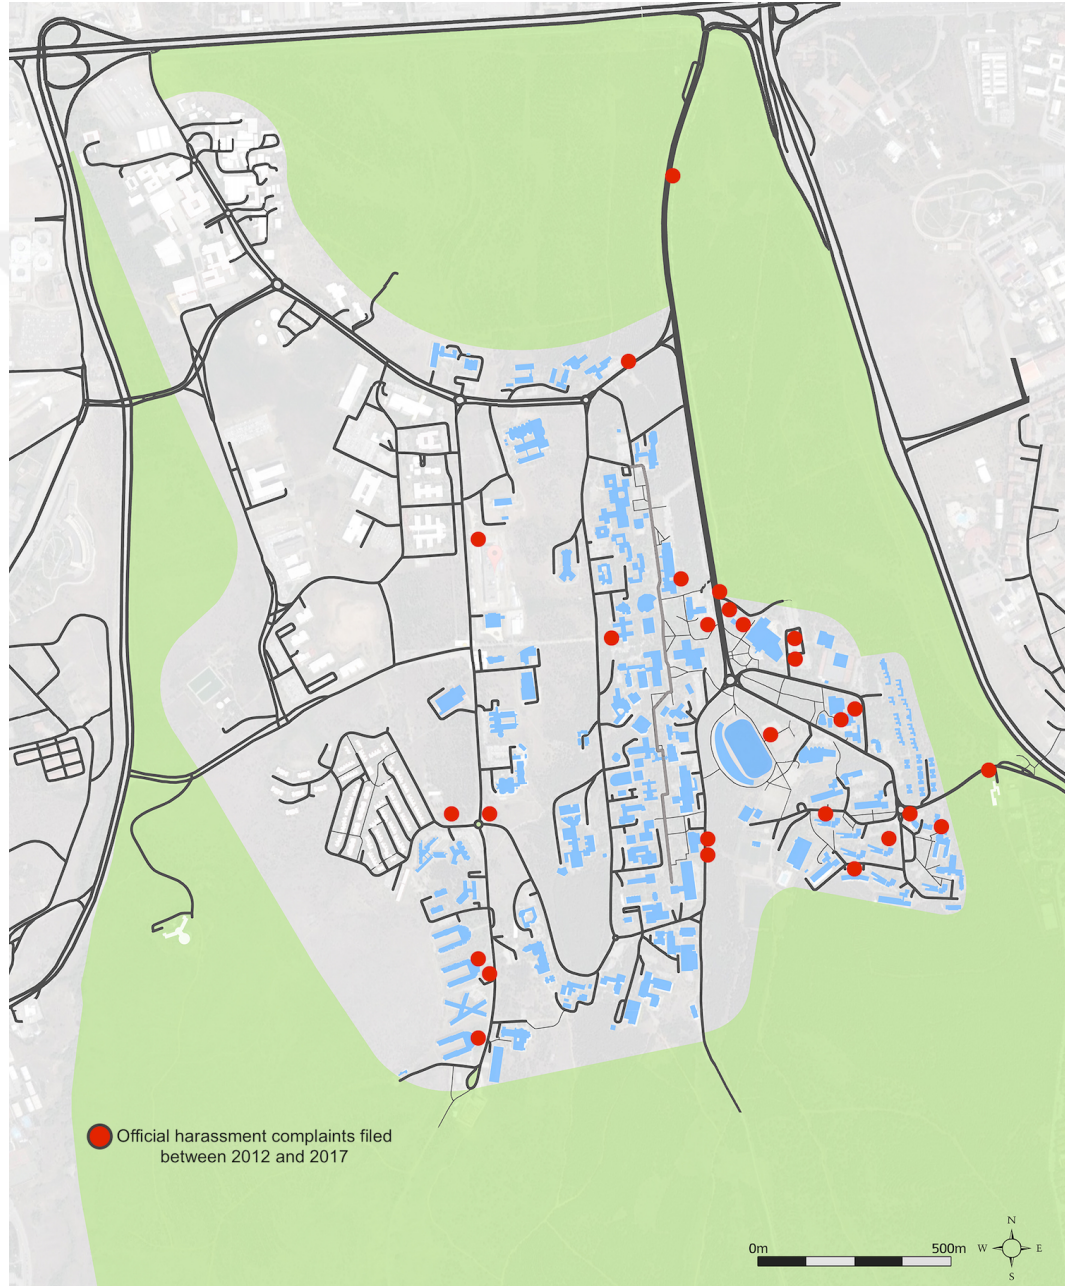 Official harassment complaints filed
between 2012 and 2017
0m 500m
N
W E
S